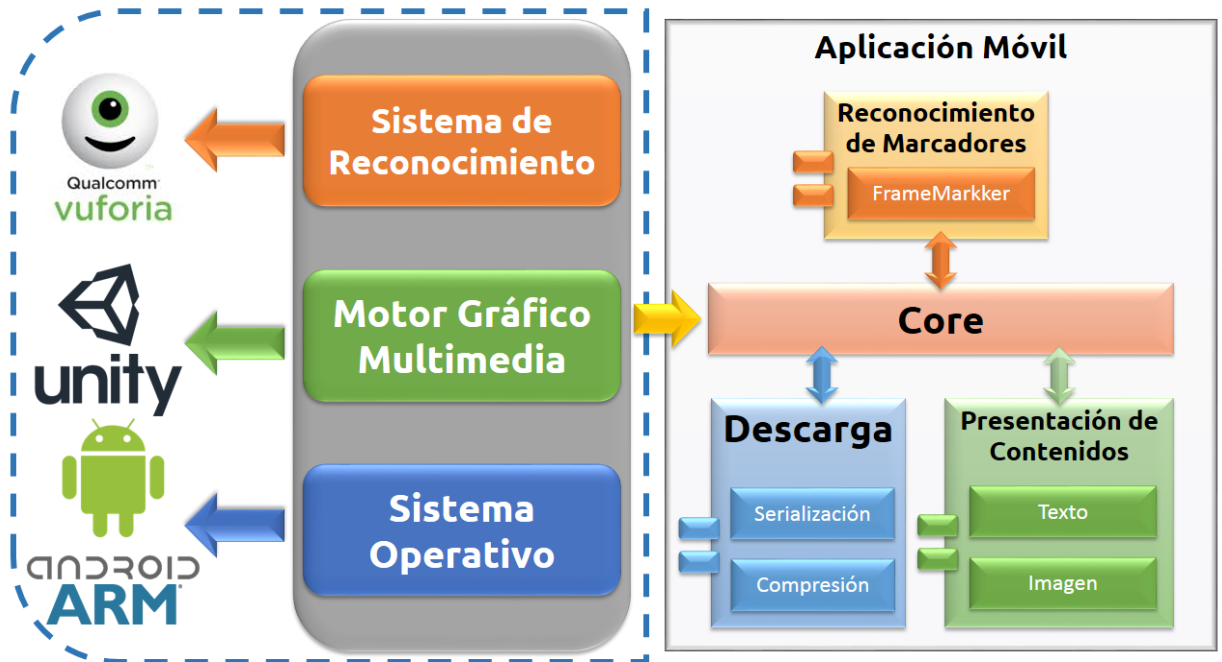 Qualcomm
vuforia
unity
ANDROID
ARM
Sistema de
Reconocimiento
Motor Gráfico
Multimedia
Sistema
Operativo
Aplicación Móvil
Reconocimiento
de Marcadores
FrameMarkker
Core
Descarga
Serialización
Compresión
Presentación de
Contenidos
Texto
Imagen